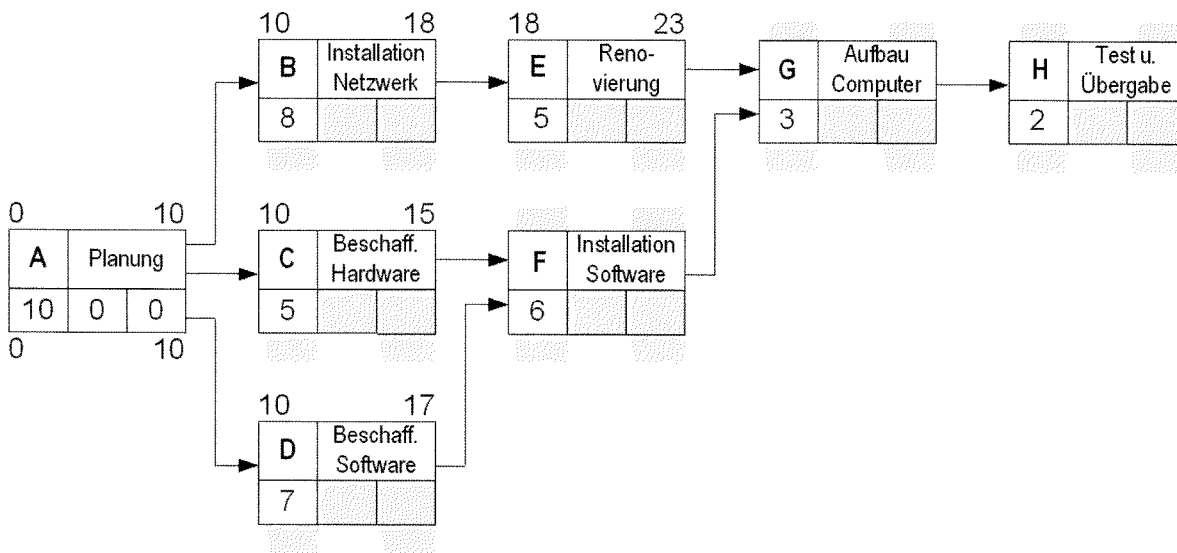 10 18
B Installation
Netzwerk
8
18 23
E Reno-
vierung
5
G Aufbau
Computer
3
H Test u.
Übergabe
2
0 10
A Planung
10 0 0
0 10
10 15
C Beschaff.
Hardware
5
F Installation
Software
6
10 17
D Beschaff.
Software
7